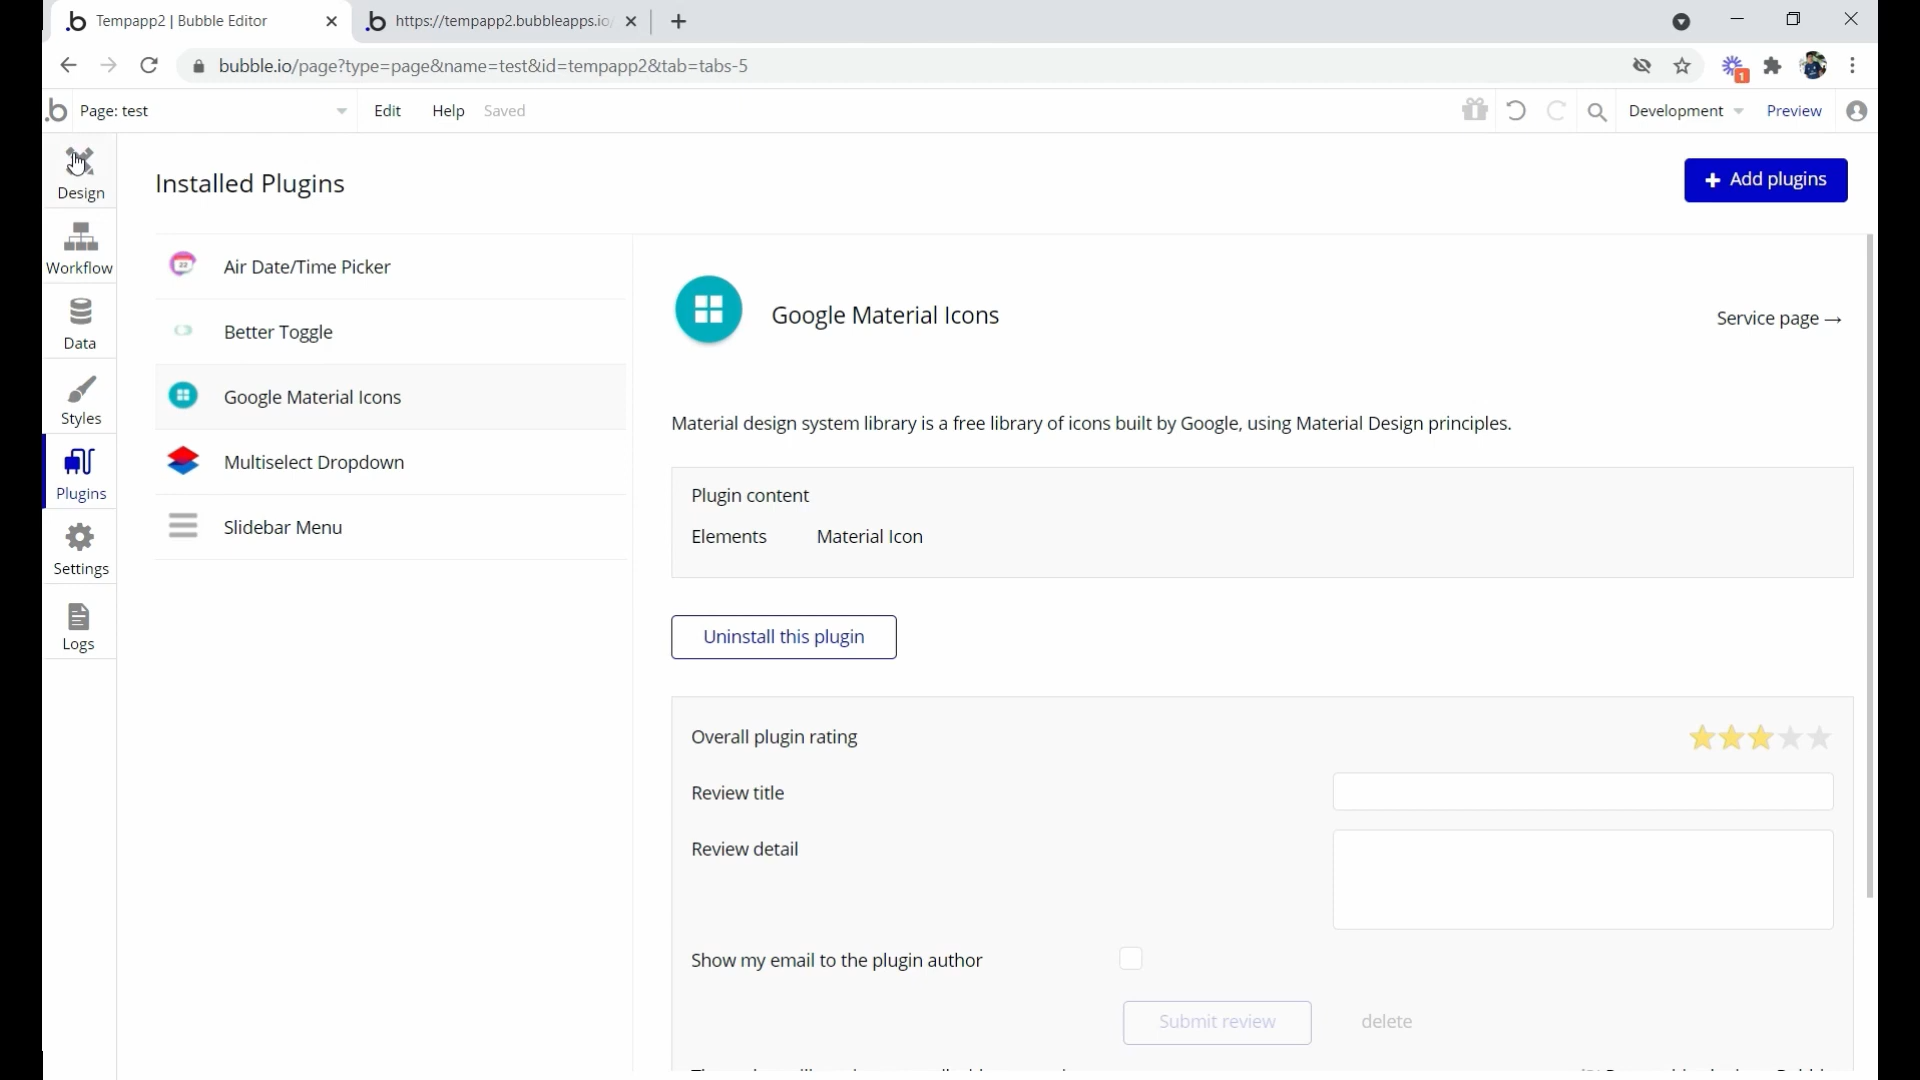 Tempapp2 | Bubble Editor
https://tempapp2.bubbleapps.io/
bubble.io/page?type=page&name=test&id=tempapp2&tab=tabs-5
1
b Page: test Edit Help Saved Development Preview
Design
Workflow
Data
Styles
Plugins
Settings
Logs
Installed Plugins
+ Add plugins
22 Air Date/Time Picker
Better Toggle
Google Material Icons
Multiselect Dropdown
Slidebar Menu
Google Material Icons
Service page →
Material design system library is a free library of icons built by Google, using Material Design principles.
Plugin content
Elements Material Icon
Uninstall this plugin
Overall plugin rating
Review title
Review detail
Show my email to the plugin author
Submit review delete